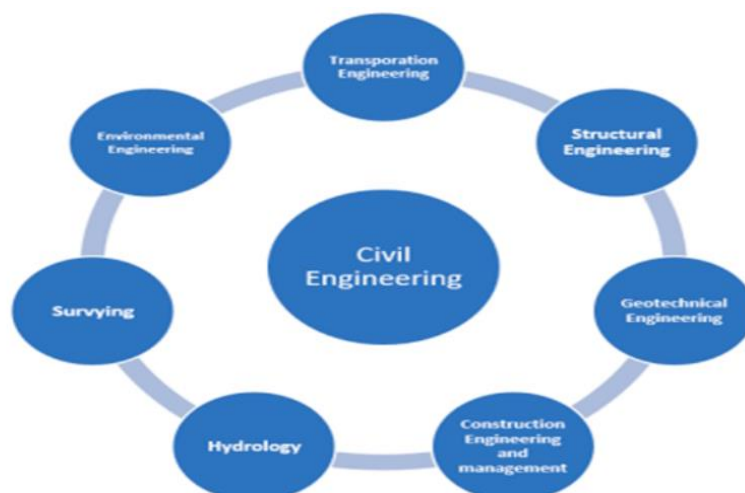 Transporation
Engineering
Structural
Engineering
Geotechnical
Engineering
Construction
Engineering
and
management
Hydrology
Survying
Environmental
Engineering
Civil
Engineering